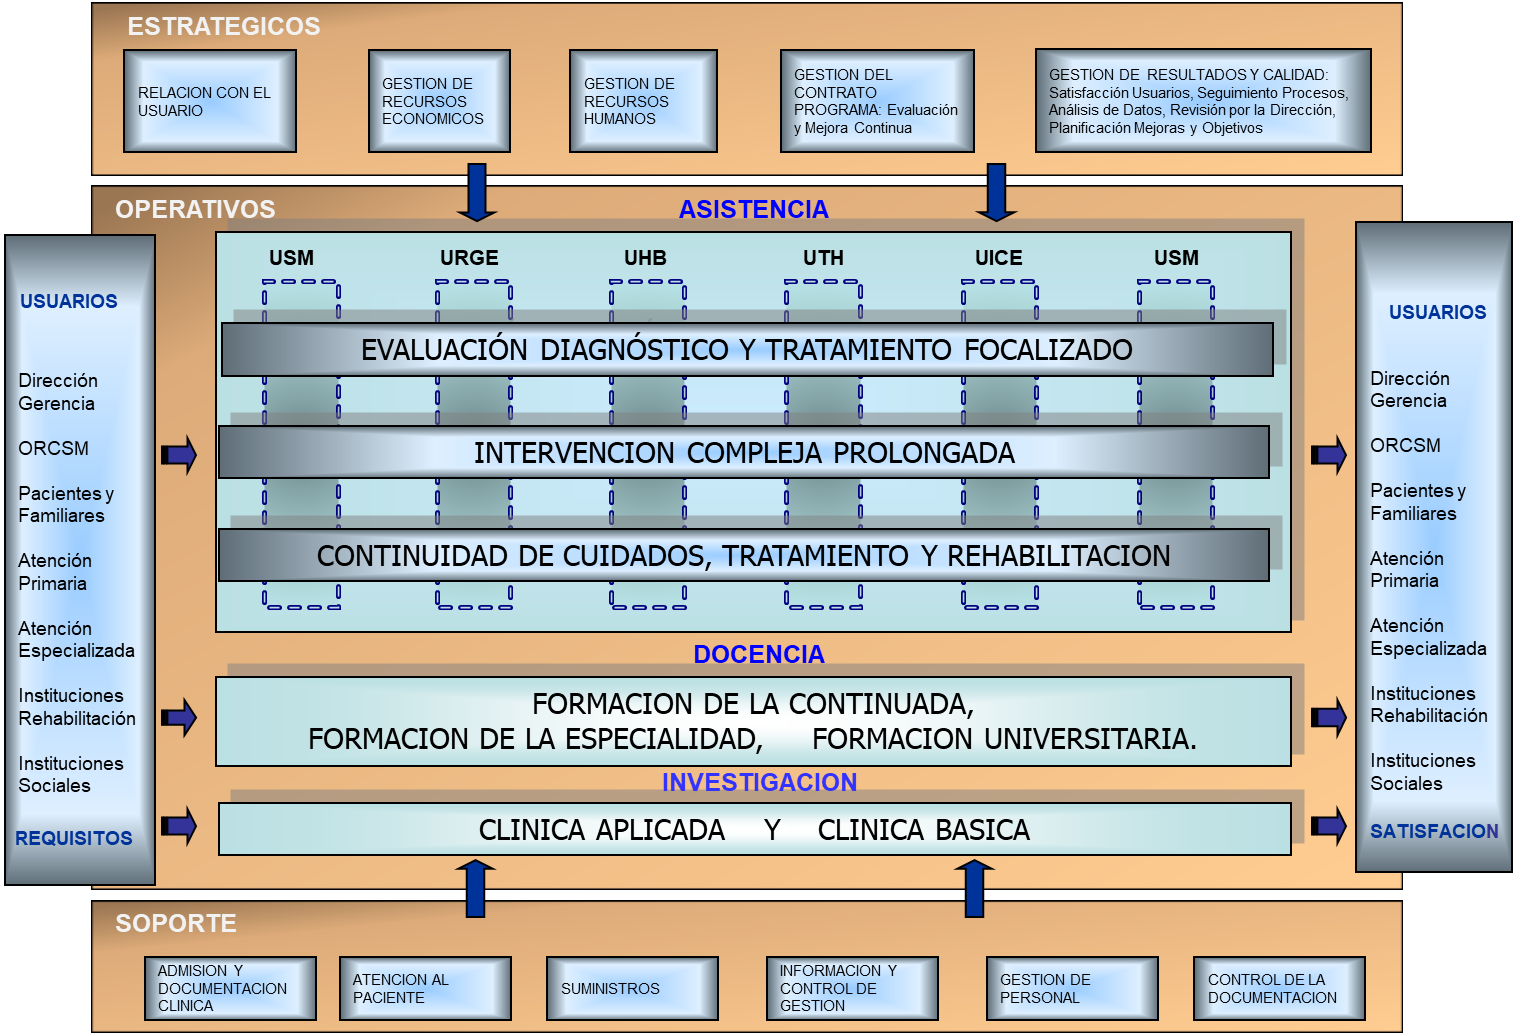 ESTRATEGICOS
RELACION CON EL
USUARIO
GESTION DE
RECURSOS
ECONOMICOS
GESTION DE
RECURSOS
HUMANOS
GESTION DEL
CONTRATO
PROGRAMA: Evaluación
y Mejora Continua
GESTION DE RESULTADOS Y CALIDAD:
Satisfacción Usuarios, Seguimiento Procesos,
Análisis de Datos, Revisión por la Dirección,
Planificación Mejoras y Objetivos
OPERATIVOS
ASISTENCIA
USM URGE UHB UTH UICE USM
EVALUACIÓN DIAGNÓSTICO Y TRATAMIENTO FOCALIZADO
INTERVENCION COMPLEJA PROLONGADA
CONTINUIDAD DE CUIDADOS, TRATAMIENTO Y REHABILITACION
DOCENCIA
FORMACION DE LA CONTINUADA,
FORMACION DE LA ESPECIALIDAD, FORMACION UNIVERSITARIA.
INVESTIGACION
CLINICA APLICADA Y CLINICA BASICA
USUARIOS
Dirección
Gerencia
ORCSM
Pacientes y
Familiares
Atención
Primaria
Atención
Especializada
Instituciones
Rehabilitación
Instituciones
Sociales
REQUISITOS
USUARIOS
Dirección
Gerencia
ORCSM
Pacientes y
Familiares
Atención
Primaria
Atención
Especializada
Instituciones
Rehabilitación
Instituciones
Sociales
SATISFACION
SOPORTE
ADMISION Y
DOCUMENTACION
CLINICA
ATENCION AL
PACIENTE
SUMINISTROS
INFORMACION Y
CONTROL DE
GESTION
GESTION DE
PERSONAL
CONTROL DE LA
DOCUMENTACION